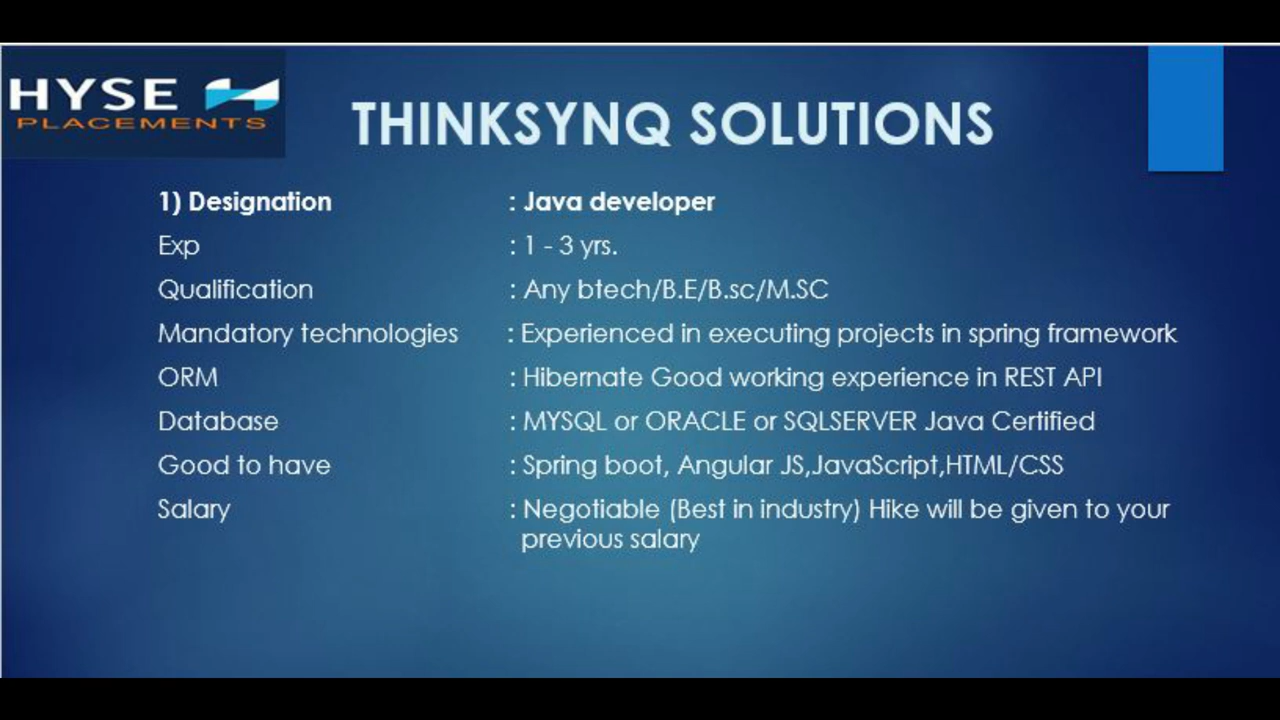 HYSE
PLACEMENTS
THINKSYNQ SOLUTIONS
1) Designation : Java developer
Exp : 1 - 3 yrs.
Qualification : Any btech/B.E/B.sc/M.SC
Mandatory technologies : Experienced in executing projects in spring framework
ORM : Hibernate Good working experience in REST API
Database : MYSQL or ORACLE or SQLSERVER Java Certified
Good to have : Spring boot, Angular JS,JavaScript,HTML/CSS
Salary : Negotiable (Best in industry) Hike will be given to your
previous salary